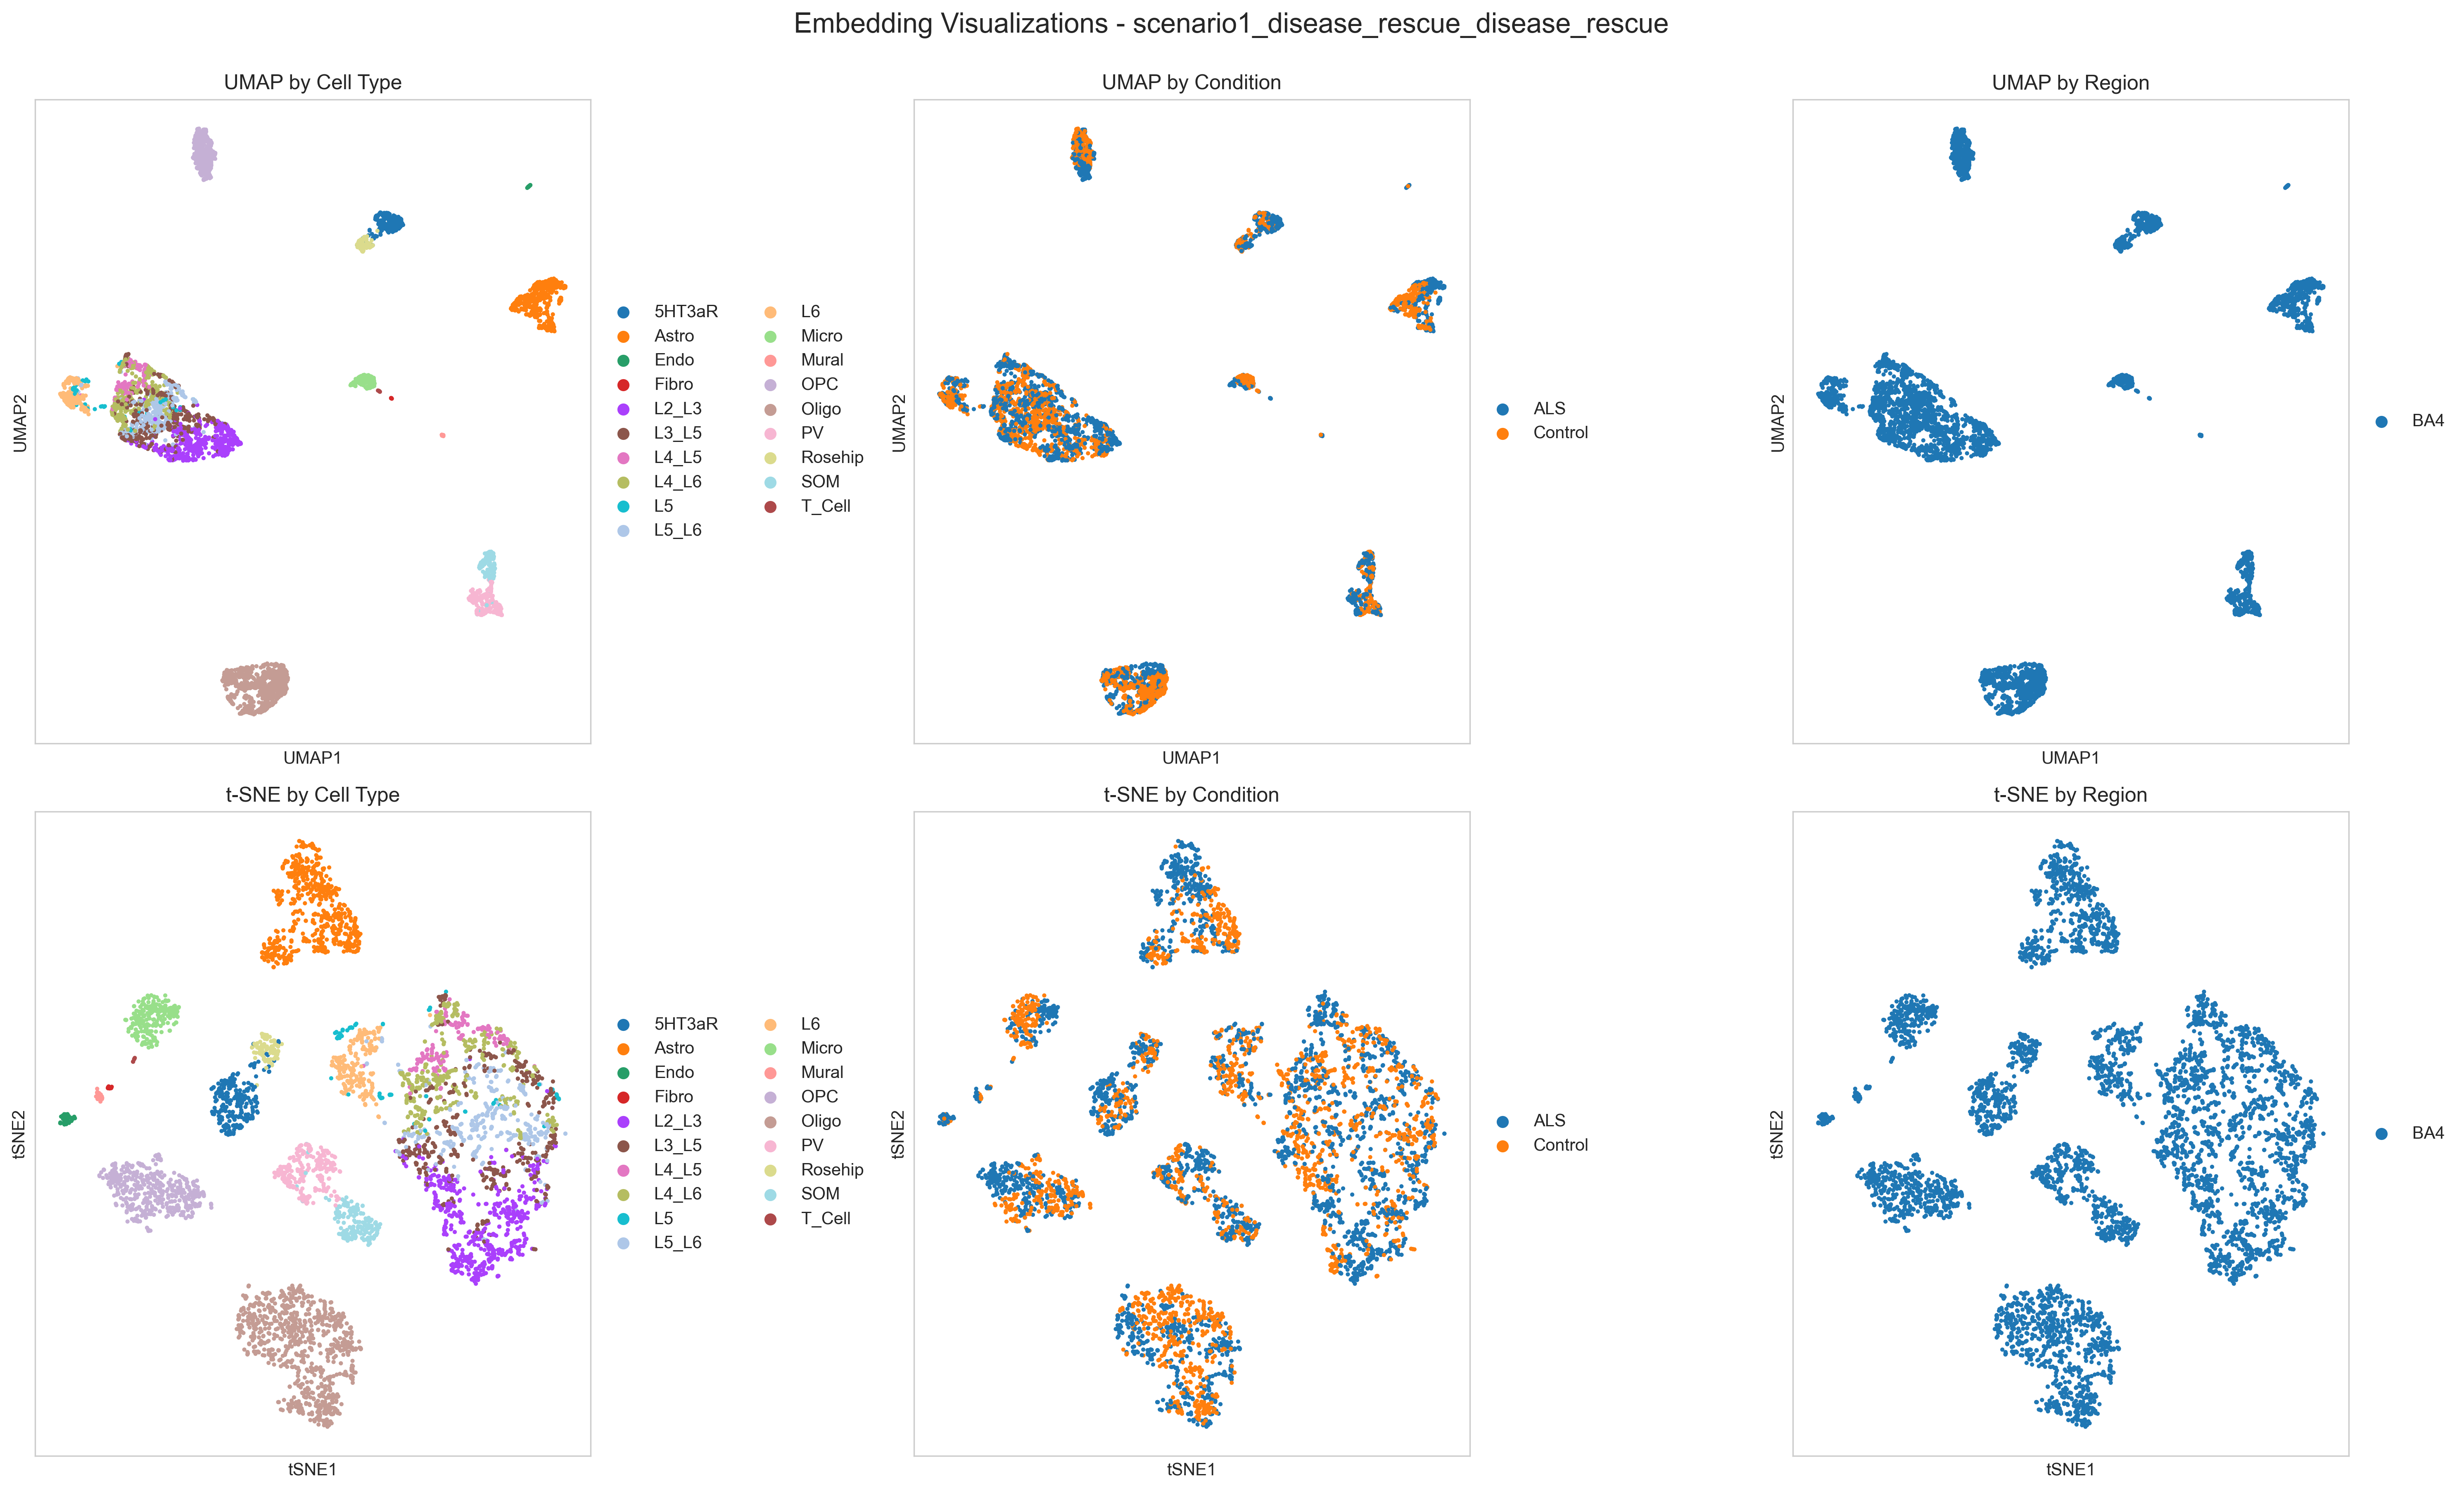 Embedding Visualizations - scenario1_disease_rescue_disease_rescue
UMAP by Cell Type
UMAP2
UMAP1
5HT3aR
Astro
Endo
Fibro
L2_L3
L3_L5
L4_L5
L4_L6
L5
L5_L6
L6
Micro
Mural
OPC
Oligo
PV
Rosehip
SOM
T_Cell
UMAP by Condition
UMAP2
UMAP1
ALS
Control
UMAP by Region
UMAP2
UMAP1
BA4
t-SNE by Cell Type
tSNE2
tSNE1
5HT3aR
Astro
Endo
Fibro
L2_L3
L3_L5
L4_L5
L4_L6
L5
L5_L6
L6
Micro
Mural
OPC
Oligo
PV
Rosehip
SOM
T_Cell
t-SNE by Condition
tSNE2
tSNE1
ALS
Control
t-SNE by Region
tSNE2
tSNE1
BA4